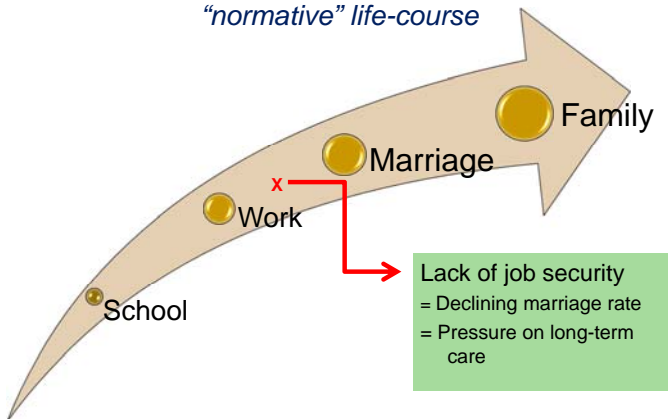 “normative” life-course
Family
Marriage
x
Work
School
Lack of job security
= Declining marriage rate
= Pressure on long-term
care